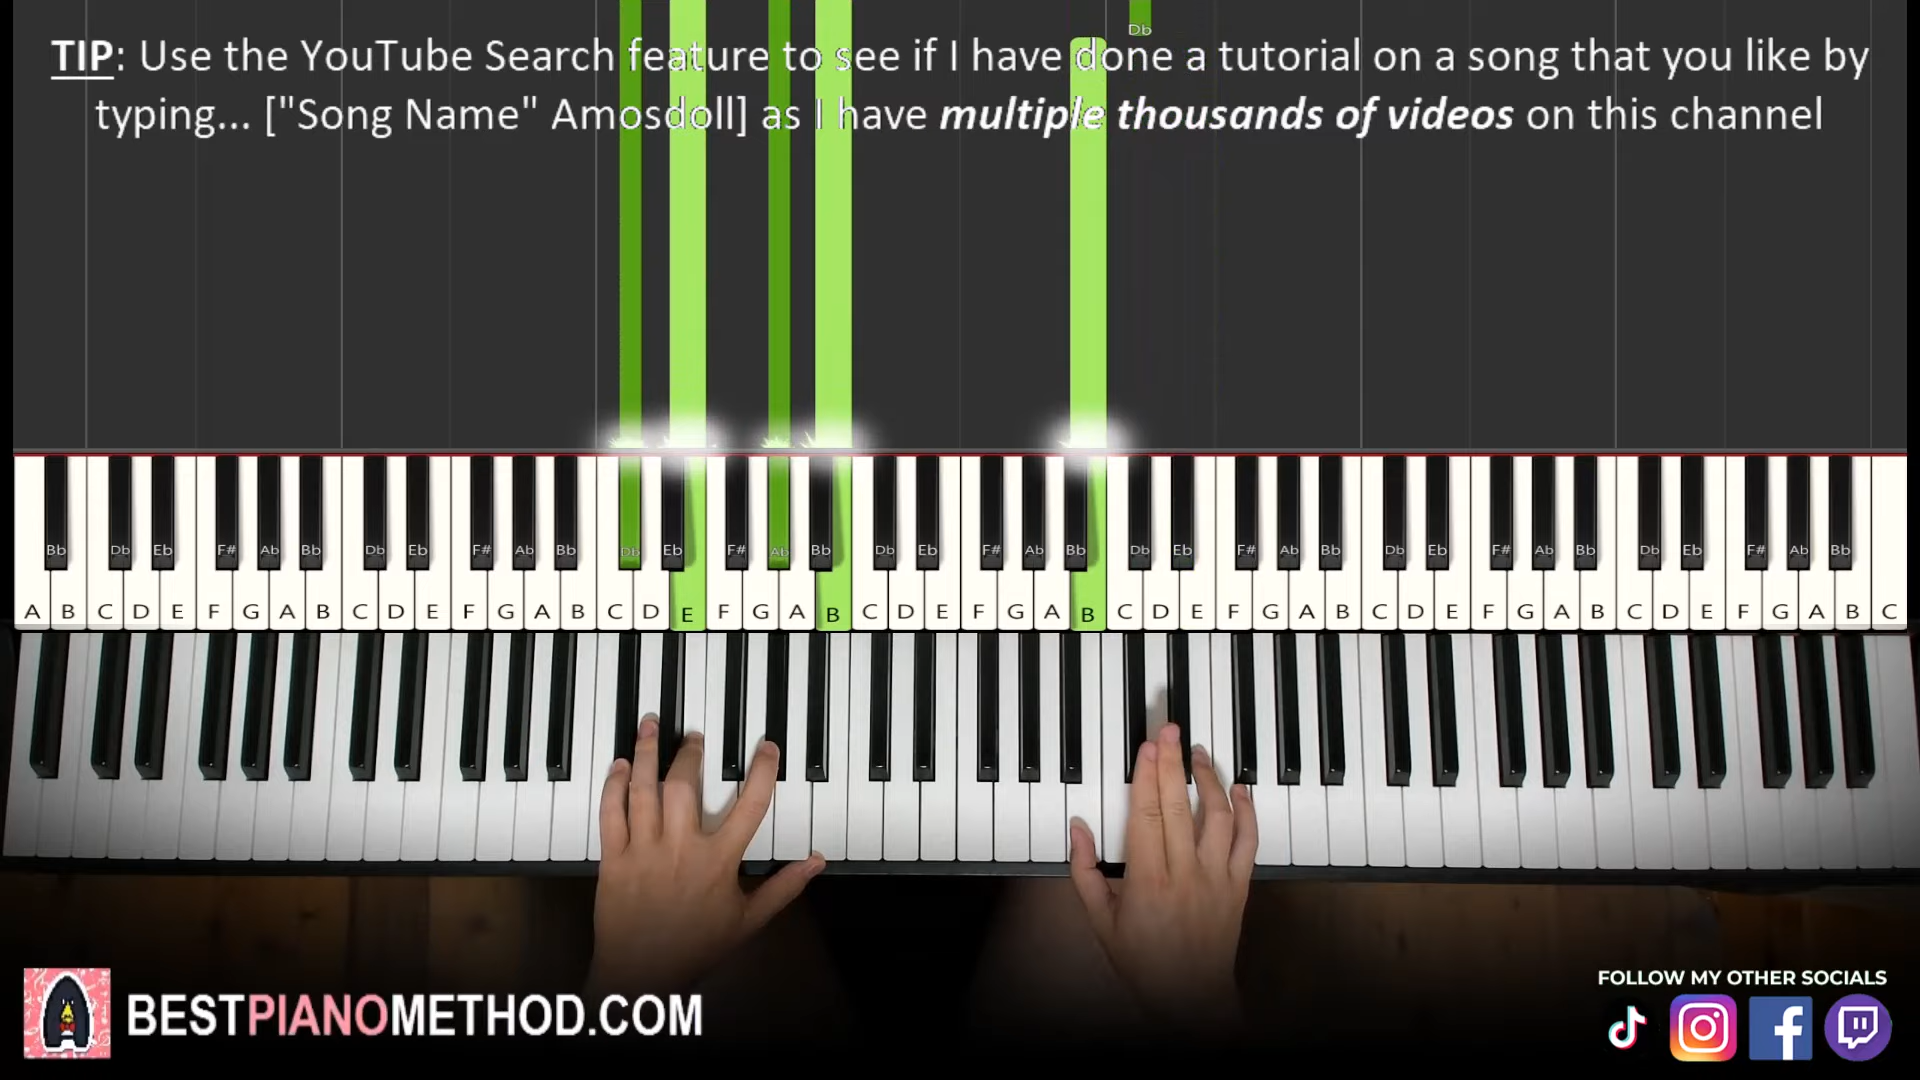 Db
TIP: Use the YouTube Search feature to see if I have done a tutorial on a song that you like by
typing... ["Song Name" Amosdoll] as I have multiple thousands of videos on this channel
Bb Db Eb F# Ab Bb Db Eb F# Ab Bb Db Eb F# Ab Bb Db Eb F# Ab Bb Db Eb F# Ab Bb Db Eb F# Ab Bb Db Eb F# Ab Bb
A B C D E F G A B C D E F G A B C D E F G A B C D E F G A B C D E F G A B C D E F G A B C D E F G A B C
BESTPIANOMETHOD.COM
FOLLOW MY OTHER SOCIALS